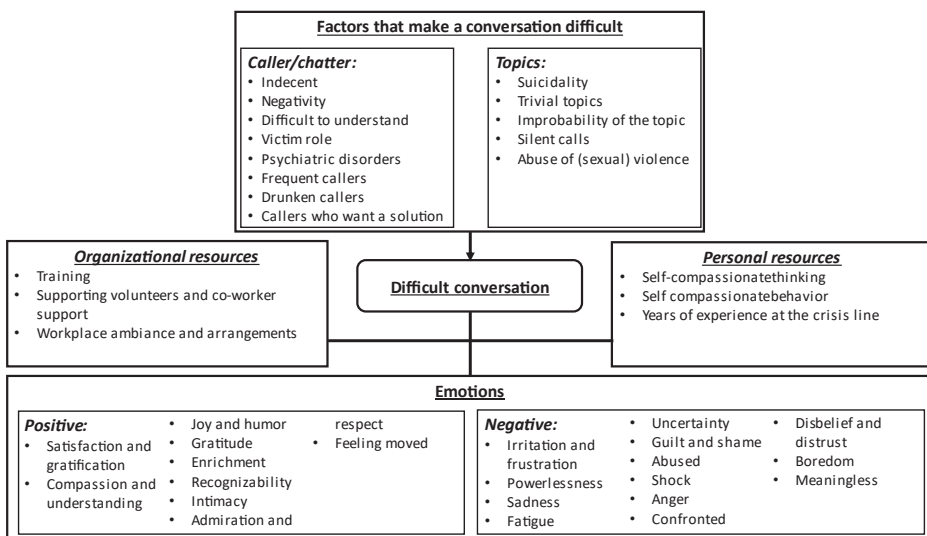 Factors that make a conversation difficult
Caller/chatter:
• Indecent
• Negativity
• Difficult to understand
• Victim role
• Psychiatric disorders
• Frequent callers
• Drunken callers
• Callers who want a solution
Topics:
• Suicidality
• Trivial topics
• Improbability of the topic
• Silent calls
• Abuse of (sexual) violence
Organizational resources
• Training
• Supporting volunteers and co-worker
support
• Workplace ambiance and arrangements
Difficult conversation
Personal resources
• Self-compassionatethinking
• Self compassionatebehavior
• Years of experience at the crisis line
Emotions
Positive:
• Satisfaction and
gratification
• Compassion and
understanding
• Joy and humor
• Gratitude
• Enrichment
• Recognizability
• Intimacy
• Admiration and
respect
• Feeling moved
Negative:
• Irritation and
frustration
• Powerlessness
• Sadness
• Fatigue
• Uncertainty
• Guilt and shame
• Abused
• Shock
• Anger
• Confronted
• Disbelief and
distrust
• Boredom
• Meaningless